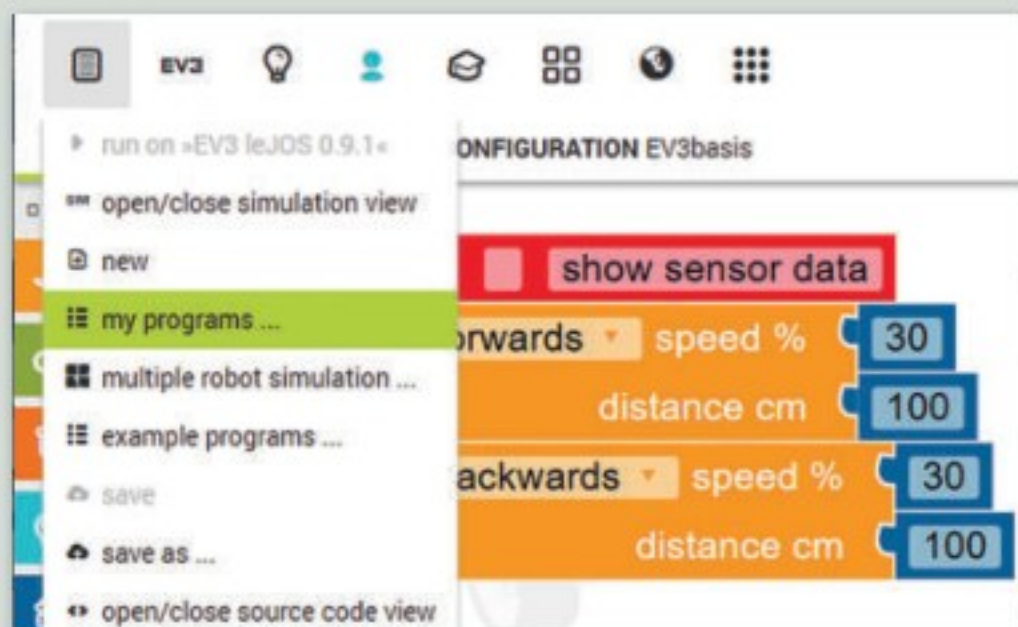 EV3
run on »EV3 leJOS 0.9.1«
ONFIGURATION EV3basis
open/close simulation view
new
show sensor data
my programs ...
orwards speed % 30
multiple robot simulation ...
distance cm 100
example programs ...
ackwards speed % 30
save
distance cm 100
save as ...
open/close source code view